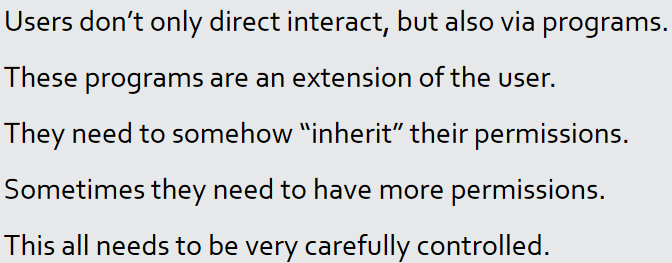 Users don’t only direct interact, but also via programs.
These programs are an extension of the user.
They need to somehow “inherit” their permissions.
Sometimes they need to have more permissions.
This all needs to be very carefully controlled.